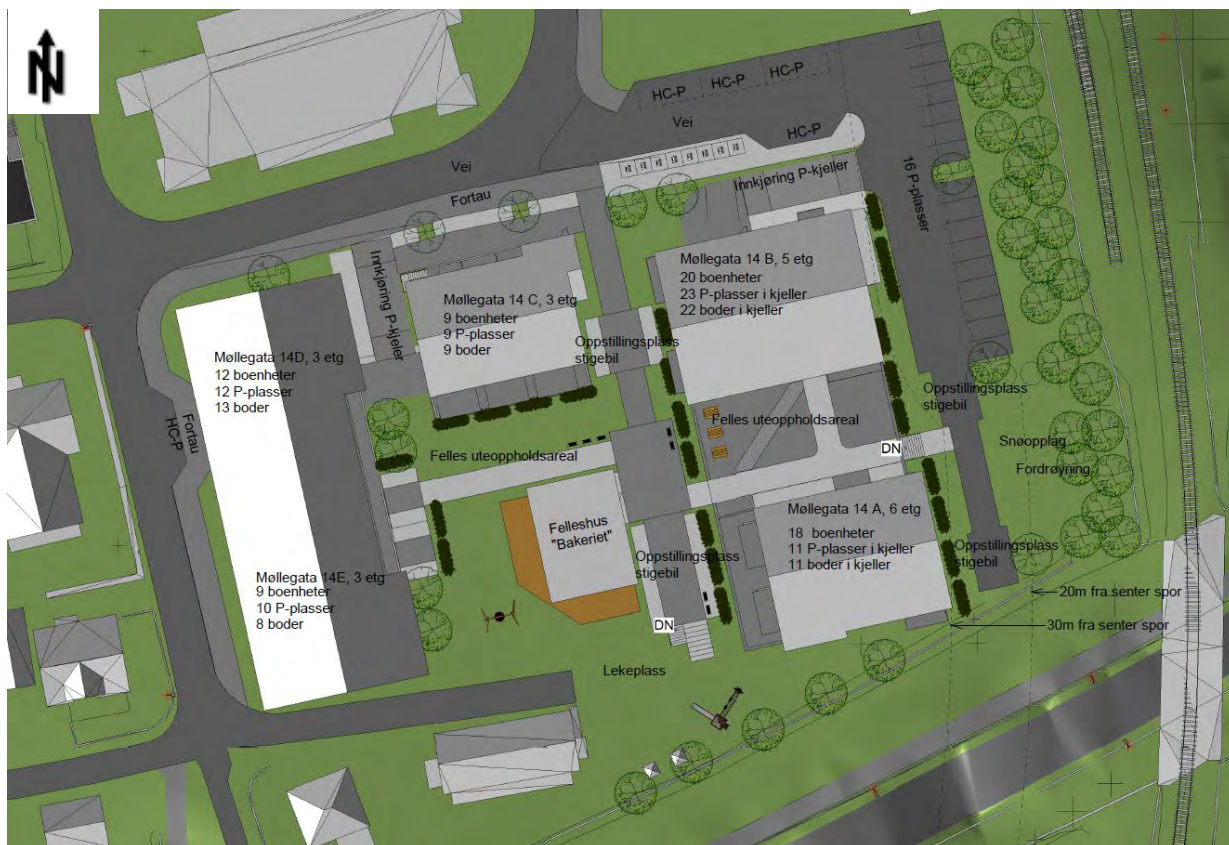 N
HC-P
HC-P
HC-P
Vei
HC-P
Vei
Fortau
Innkjøring P-kjeller
16 P-plasser
Innkjøring P-kjeler
Møllegata 14 C, 3 etg
9 boenheter
9 P-plasser
9 boder
Møllegata 14 B, 5 etg
20 boenheter
23 P-plasser i kjeller
22 boder i kjeller
Oppstillingsplass
stigebil
Møllegata 14D, 3 etg
12 boenheter
12 P-plasser
13 boder
Fortau
HC-P
Oppstillingsplass
stigebil
Felles uteoppholdsareal
DN
Felles uteoppholdsareal
Snøopplag
Fordrøyning
Felleshus
"Bakeriet"
Møllegata 14 A, 6 etg
18 boenheter
11 P-plasser i kjeller
11 boder i kjeller
Oppstillingsplass
stigebil
Oppstillingsplass
stigebil
Møllegata 14E, 3 etg
9 boenheter
10 P-plasser
8 boder
20m fra senter spor
DN
30m fra senter spor
Lekeplass